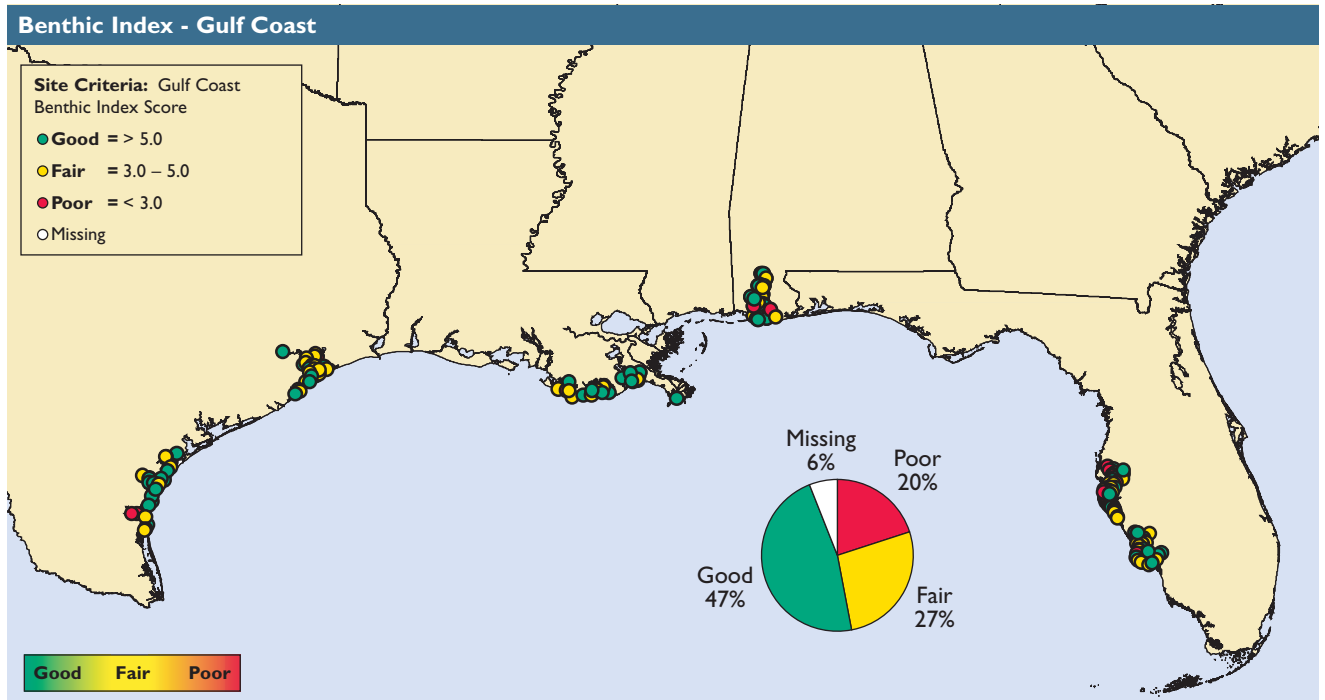 Benthic Index - Gulf Coast
Site Criteria: Gulf Coast
Benthic Index Score
Good = > 5.0
Fair = 3.0 – 5.0
Poor = < 3.0
Missing
Missing
6%
Poor
20%
Good
47%
Fair
27%
Good Fair Poor